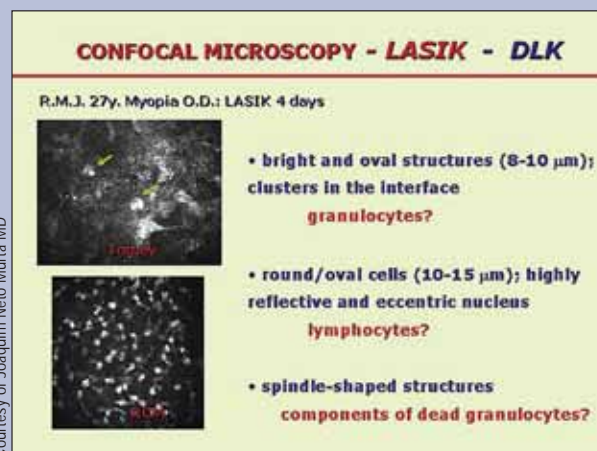 CONFOCAL MICROSCOPY - LASIK - DLK
R.M.J. 27y. Myopia O.D.: LASIK 4 days
• bright and oval structures (8-10 µm);
clusters in the interface
granulocytes?
• round/oval cells (10-15 µm); highly
reflective and eccentric nucleus
lymphocytes?
• spindle-shaped structures
components of dead granulocytes?
Courtesy of Joaquim Neto Murta MD